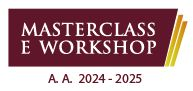 MASTERCLASS
E WORKSHOP
A. A. 2024 - 2025